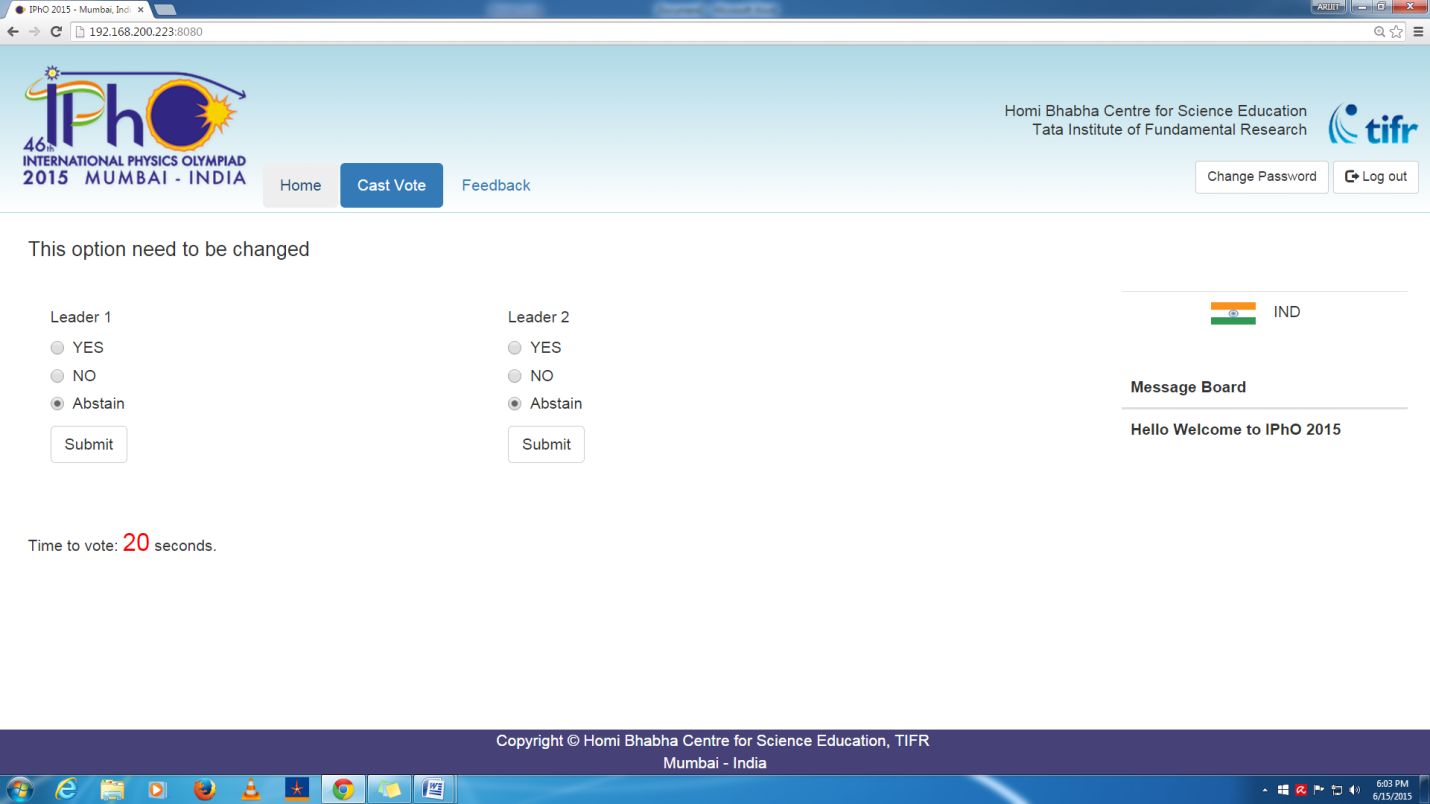 IPhO 2015 - Mumbai, Indi
ARIJIT
192.168.200.223:8080
IPhO
46th
INTERNATIONAL PHYSICS OLYMPIAD
2015 MUMBAI - INDIA
Homi Bhabha Centre for Science Education
Tata Institute of Fundamental Research
tifr
Home
Cast Vote
Feedback
Change Password
Log out
This option need to be changed
Leader 1
YES
NO
Abstain
Submit
Leader 2
YES
NO
Abstain
Submit
IND
Message Board
Hello Welcome to IPhO 2015
Time to vote: 20 seconds.
Copyright © Homi Bhabha Centre for Science Education, TIFR
Mumbai - India
6:03 PM
6/15/2015